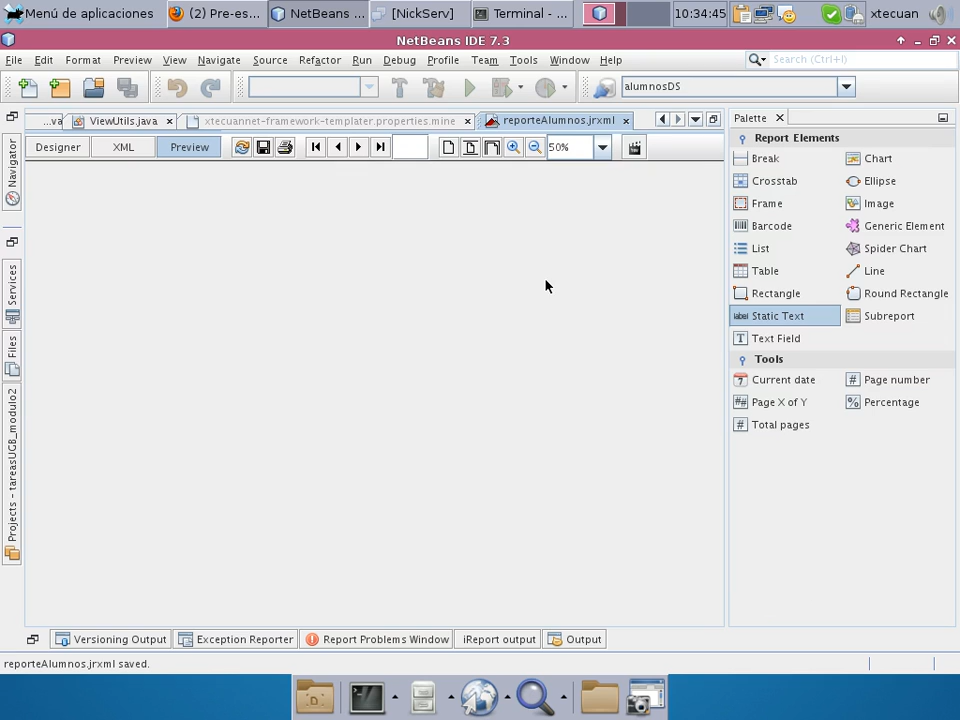 Menú de aplicaciones
(2) Pre-es...
NetBeans ...
[NickServ]
Terminal - ...
10:34:45
xtecuan
NetBeans IDE 7.3
File Edit Format Preview View Navigate Source Refactor Run Debug Profile Team Tools Window Help
Search (Ctrl+I)
alumnosDS
...va
ViewUtils.java
xtecuannet-framework-templater.properties.mine
reporteAlumnos.jrxml
Palette
Designer XML Preview
50%
Report Elements
Break
Chart
Crosstab
Ellipse
Frame
Image
Barcode
Generic Element
List
Spider Chart
Table
Line
Rectangle
Round Rectangle
label Static Text
Subreport
T Text Field
Tools
7 Current date
# Page number
## Page X of Y
% Percentage
# Total pages
Navigator
Services
Files
Projects - tareasUGB_modulo2
Versioning Output
Exception Reporter
Report Problems Window
iReport output
Output
reporteAlumnos.jrxml saved.